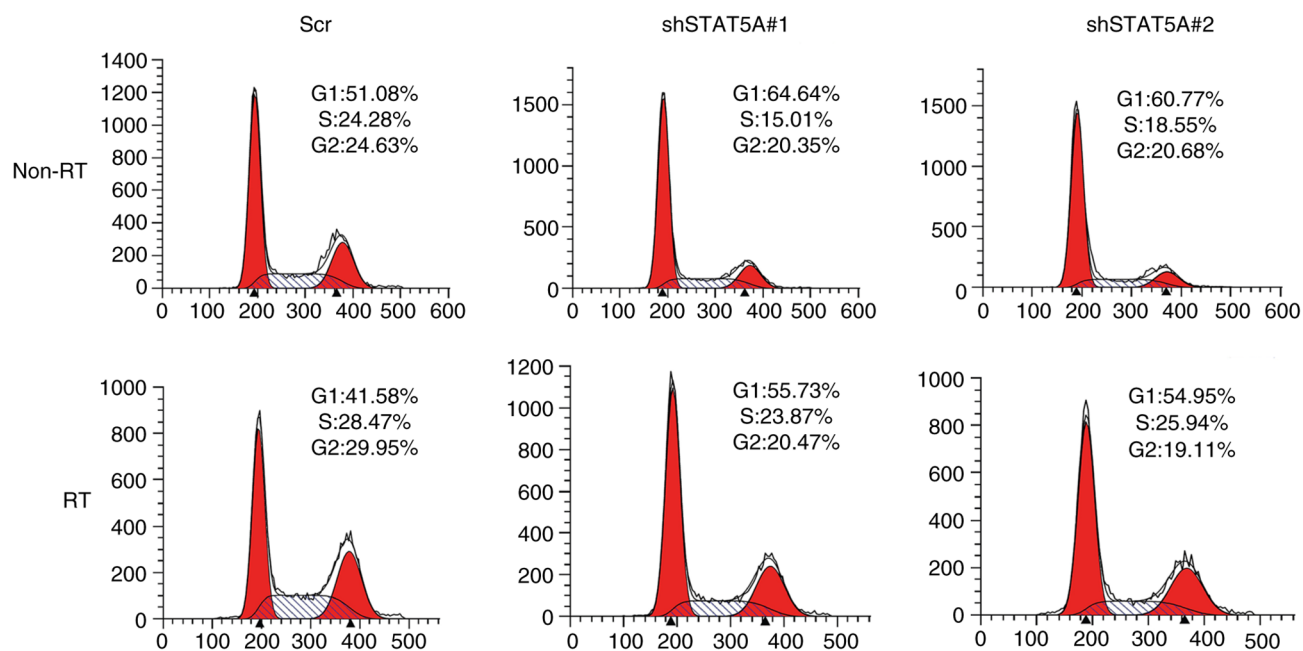 Scr
shSTAT5A#1
shSTAT5A#2
Non-RT
1400
1200
1000
800
600
400
200
0
G1:51.08%
S:24.28%
G2:24.63%
0 100 200 300 400 500 600
1500
1000
500
0
G1:64.64%
S:15.01%
G2:20.35%
0 100 200 300 400 500 600
1500
1000
500
0
G1:60.77%
S:18.55%
G2:20.68%
0 100 200 300 400 500 600
RT
1000
800
600
400
200
0
G1:41.58%
S:28.47%
G2:29.95%
0 100 200 300 400 500
1200
1000
800
600
400
200
0
G1:55.73%
S:23.87%
G2:20.47%
0 100 200 300 400 500
1000
800
600
400
200
0
G1:54.95%
S:25.94%
G2:19.11%
0 100 200 300 400 500